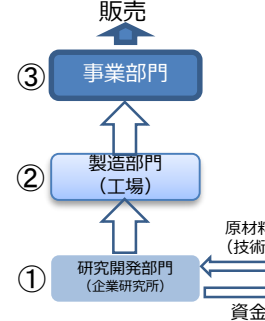 販売
③
事業部門
②
製造部門
（工場）
原材料
（技術
①
研究開発部門
（企業研究所）
資金